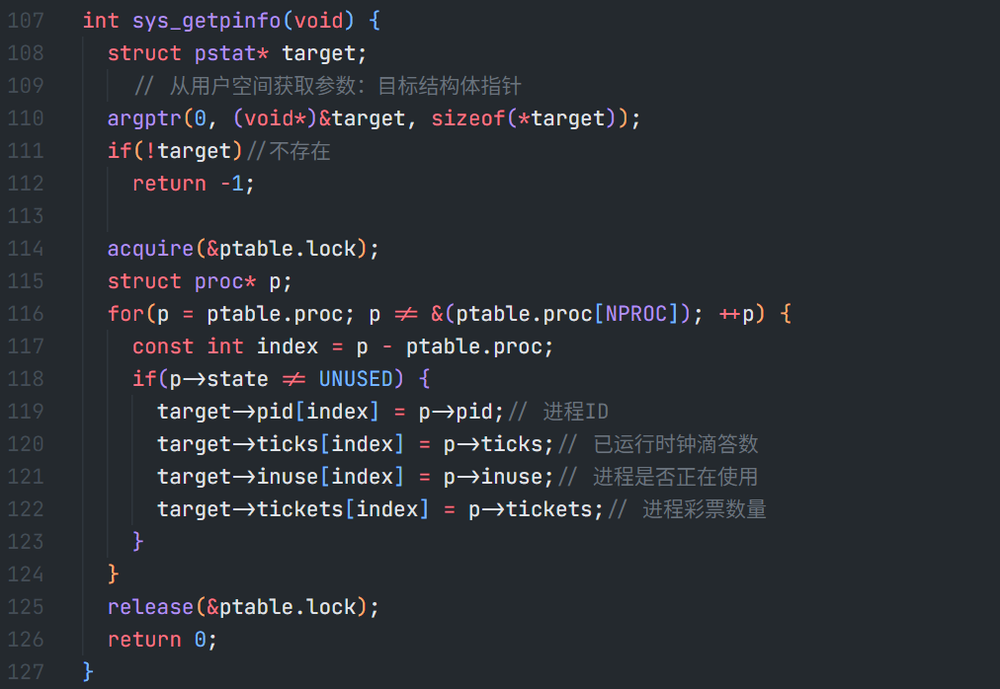 107 int sys_getpinfo(void) {
108 struct pstat* target;
109 // 从用户空间获取参数：目标结构体指针
110 argptr(0, (void*)&target, sizeof(*target));
111 if(!target)//不存在
112 return -1;
113
114 acquire(&ptable.lock);
115 struct proc* p;
116 for(p = ptable.proc; p != &(ptable.proc[NPROC]); ++p) {
117 const int index = p - ptable.proc;
118 if(p->state != UNUSED) {
119 target->pid[index] = p->pid;// 进程ID
120 target->ticks[index] = p->ticks;// 已运行时钟滴答数
121 target->inuse[index] = p->inuse;// 进程是否正在使用
122 target->tickets[index] = p->tickets;// 进程彩票数量
123 }
124 }
125 release(&ptable.lock);
126 return 0;
127 }